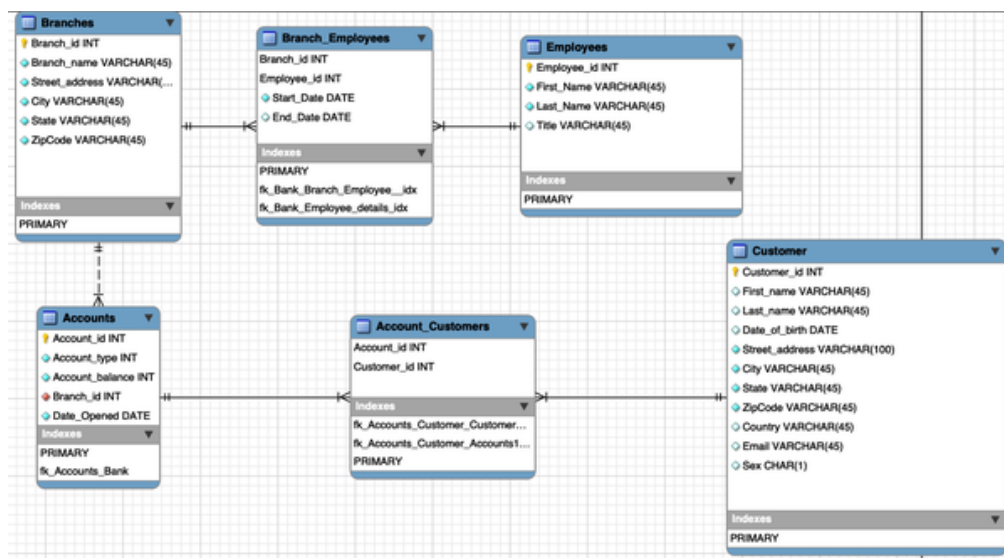 Branches
Branch_id INT
Branch_name VARCHAR(45)
Street_address VARCHAR(...
City VARCHAR(45)
State VARCHAR(45)
ZipCode VARCHAR(45)
Indexes
PRIMARY
Branch_Employees
Branch_id INT
Employee_id INT
Start_Date DATE
End_Date DATE
Indexes
PRIMARY
fk_Bank_Branch_Employee__idx
fk_Bank_Employee_details_idx
Employees
Employee_id INT
First_Name VARCHAR(45)
Last_Name VARCHAR(45)
Title VARCHAR(45)
Indexes
PRIMARY
Accounts
Account_id INT
Account_type INT
Account_balance INT
Branch_id INT
Date_Opened DATE
Indexes
PRIMARY
fk_Accounts_Bank
Account_Customers
Account_id INT
Customer_id INT
Indexes
fk_Accounts_Customer_Customer...
fk_Accounts_Customer_Accounts1...
PRIMARY
Customer
Customer_id INT
First_name VARCHAR(45)
Last_name VARCHAR(45)
Date_of_birth DATE
Street_address VARCHAR(100)
City VARCHAR(45)
State VARCHAR(45)
ZipCode VARCHAR(45)
Country VARCHAR(45)
Email VARCHAR(45)
Sex CHAR(1)
Indexes
PRIMARY